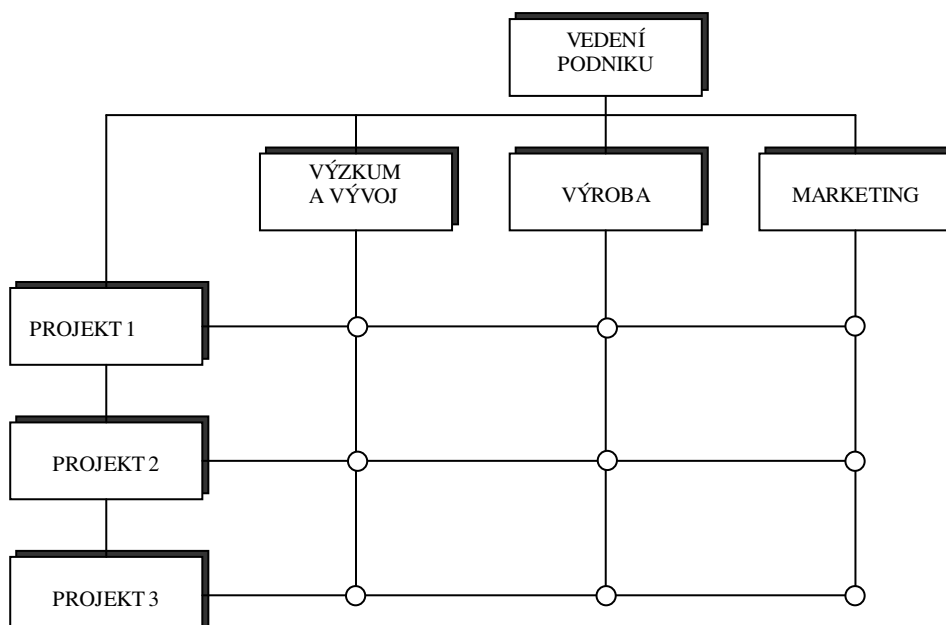 VEDENÍ
PODNIKU
VÝZKUM
A VÝVOJ
VÝROBA
MARKETING
PROJEKT 1
PROJEKT 2
PROJEKT 3